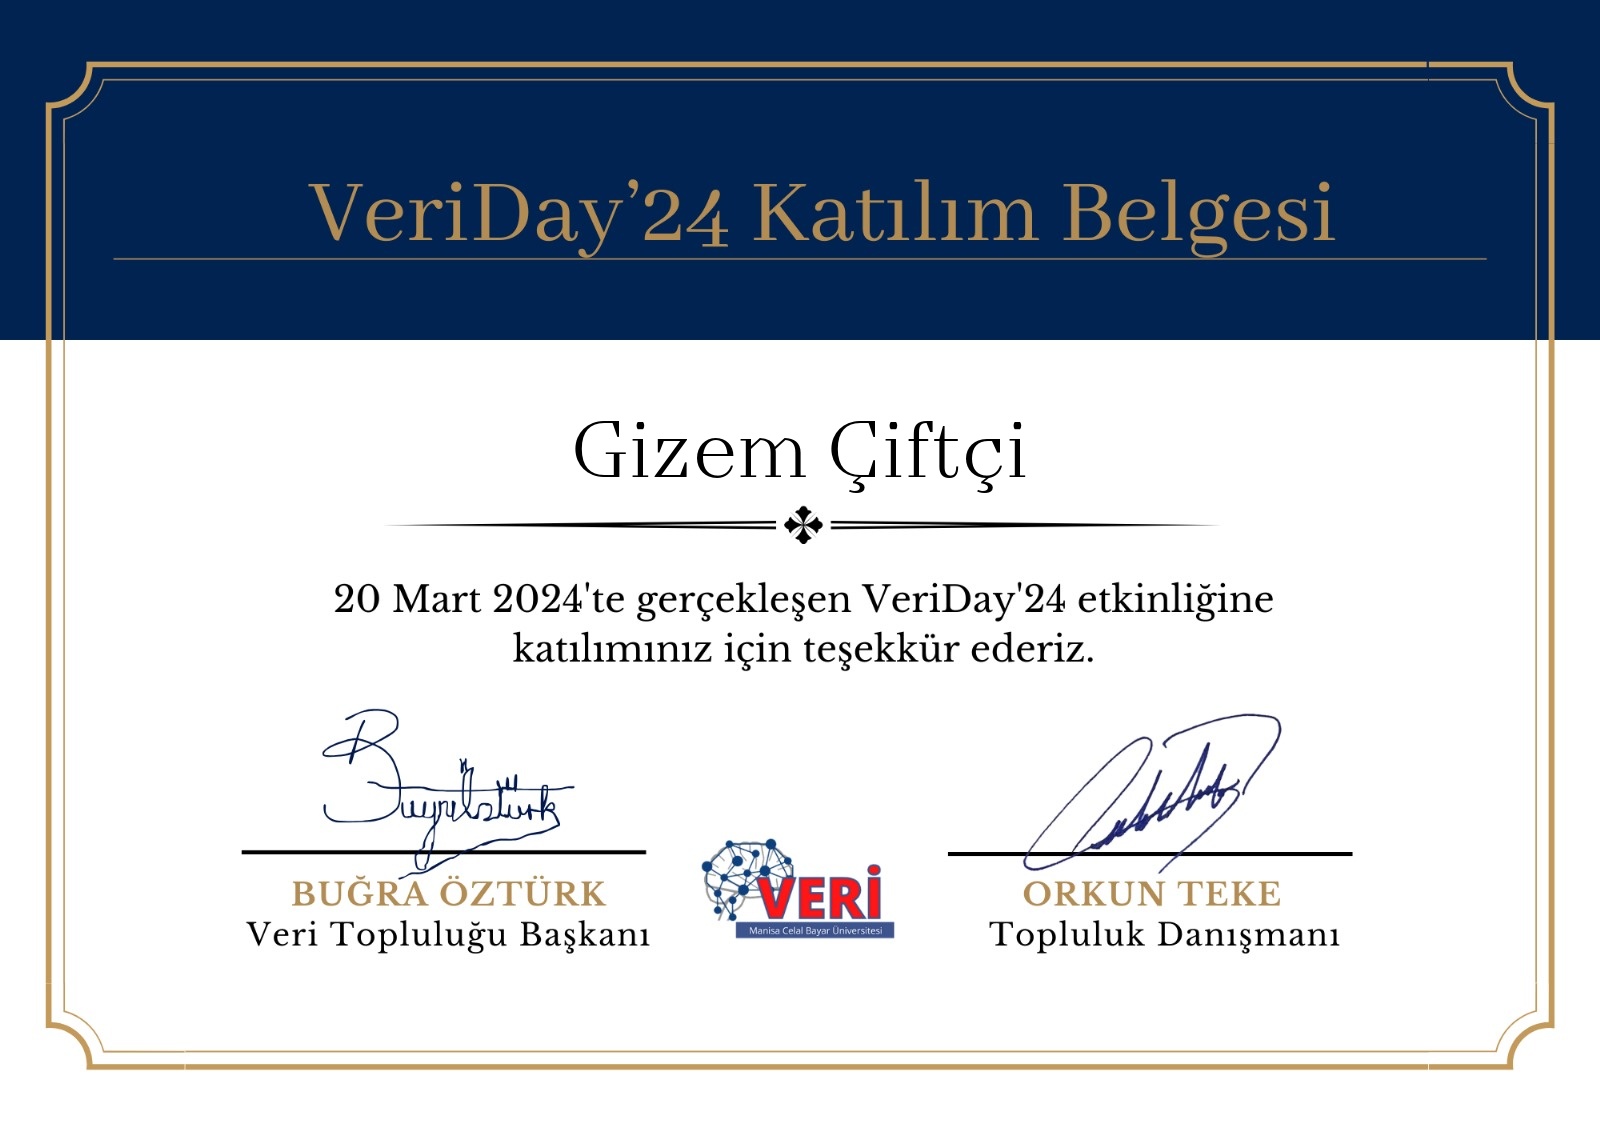 VeriDay’24 Katılım Belgesi
Gizem Çiftçi
20 Mart 2024'te gerçekleşen VeriDay'24 etkinliğine
katılımınız için teşekkür ederiz.
BUĞRA ÖZTÜRK
Veri Topluluğu Başkanı
VERİ
Manisa Celal Bayar Üniversitesi
ORKUN TEKE
Topluluk Danışmanı